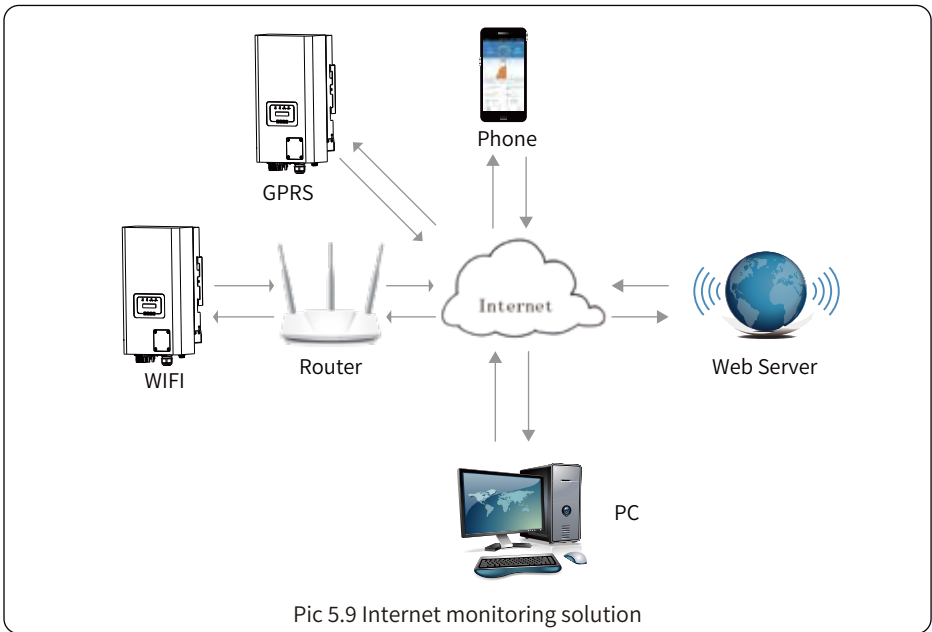 Phone
GPRS
Internet
WIFI
Router
Web Server
PC
Pic 5.9 Internet monitoring solution